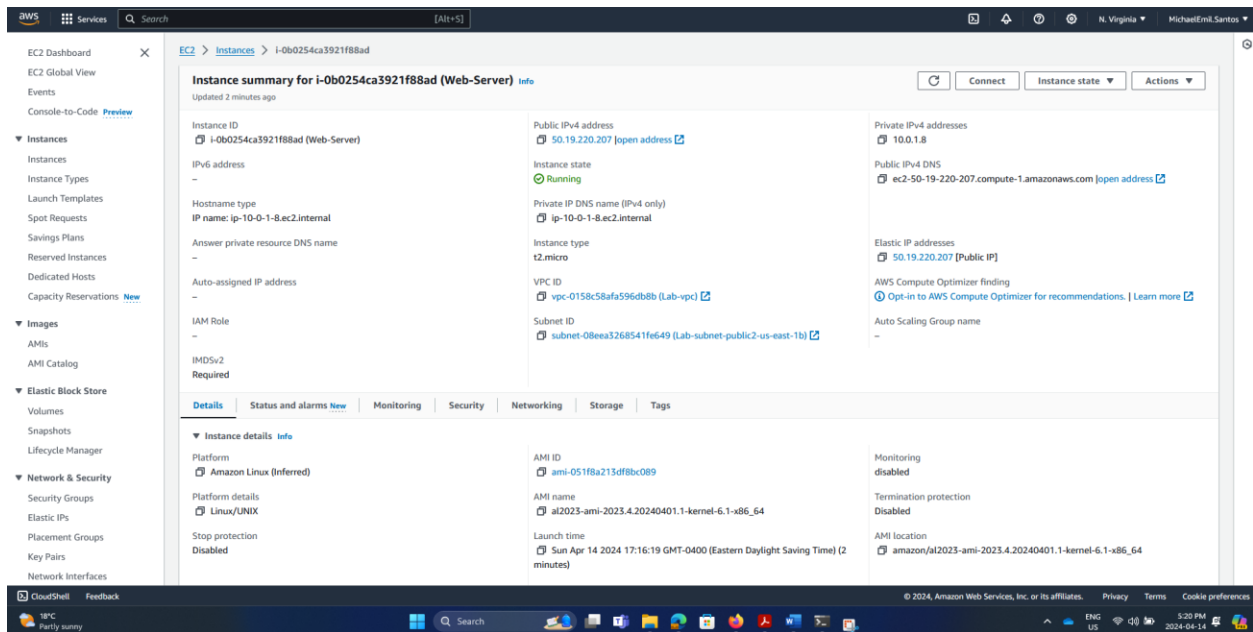 aws
Services
Search
[Alt+S]
N. Virginia ▼
MichaelEmil.Santos ▼
EC2 Dashboard
EC2 Global View
Events
Console-to-Code Preview
▼ Instances
Instances
Instance Types
Launch Templates
Spot Requests
Savings Plans
Reserved Instances
Dedicated Hosts
Capacity Reservations New
▼ Images
AMIs
AMI Catalog
▼ Elastic Block Store
Volumes
Snapshots
Lifecycle Manager
▼ Network & Security
Security Groups
Elastic IPs
Placement Groups
Key Pairs
Network Interfaces
EC2 > Instances > i-0b0254ca3921f88ad
Instance summary for i-0b0254ca3921f88ad (Web-Server) Info
Updated 2 minutes ago
Connect
Instance state ▼
Actions ▼
Instance ID
i-0b0254ca3921f88ad (Web-Server)
Public IPv4 address
50.19.220.207 |open address
Private IPv4 addresses
10.0.1.8
IPv6 address
–
Instance state
Running
Public IPv4 DNS
ec2-50-19-220-207.compute-1.amazonaws.com |open address
Hostname type
IP name: ip-10-0-1-8.ec2.internal
Private IP DNS name (IPv4 only)
ip-10-0-1-8.ec2.internal
Answer private resource DNS name
–
Instance type
t2.micro
Elastic IP addresses
50.19.220.207 [Public IP]
Auto-assigned IP address
–
VPC ID
vpc-0158c58afa596db8b (Lab-vpc)
AWS Compute Optimizer finding
Opt-in to AWS Compute Optimizer for recommendations. | Learn more
IAM Role
–
Subnet ID
subnet-08eea3268541fe649 (Lab-subnet-public2-us-east-1b)
Auto Scaling Group name
–
IMDSv2
Required
Details
Status and alarms New
Monitoring
Security
Networking
Storage
Tags
▼ Instance details Info
Platform
Amazon Linux (Inferred)
AMI ID
ami-051f8a213df8bc089
Monitoring
disabled
Platform details
Linux/UNIX
AMI name
al2023-ami-2023.4.20240401.1-kernel-6.1-x86_64
Termination protection
Disabled
Stop protection
Disabled
Launch time
Sun Apr 14 2024 17:16:19 GMT-0400 (Eastern Daylight Saving Time) (2
minutes)
AMI location
amazon/al2023-ami-2023.4.20240401.1-kernel-6.1-x86_64
CloudShell
Feedback
© 2024, Amazon Web Services, Inc. or its affiliates.
Privacy
Terms
Cookie preferences
18°C
Partly sunny
Search
ENG
US
5:20 PM
2024-04-14